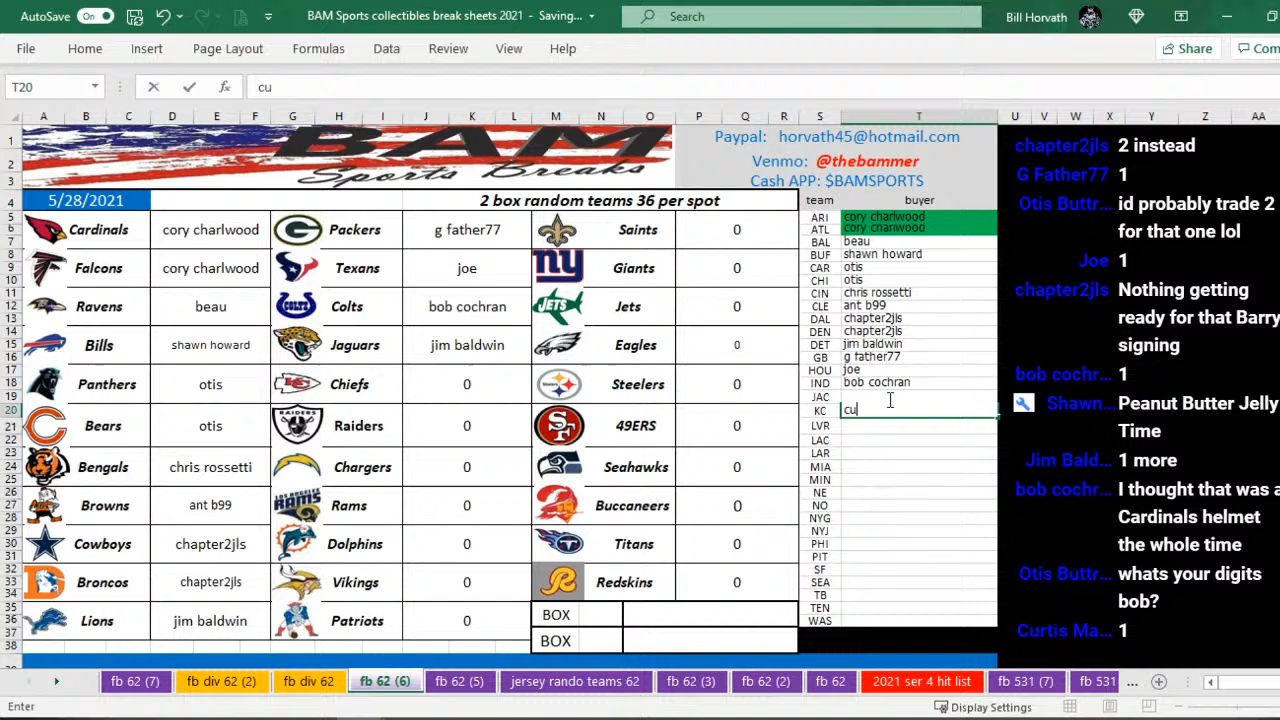 AutoSave On BAM Sports collectibles break sheets 2021 - Saving... Search Bill Horvath
File Home Insert Page Layout Formulas Data Review View Help Share Com
T20 fx cu
A B C D E F G H I J K L M N O P Q R S T U V W X Y Z AA
BAM
Sports Breaks
Paypal: horvath45@hotmail.com
Venmo: @thebammer
Cash APP: $BAMSPORTS
5/28/2021 2 box random teams 36 per spot team buyer
Cardinals cory charlwood Packers g father77 Saints 0
Falcons cory charlwood Texans joe Giants 0
Ravens beau Colts bob cochran Jets 0
Bills shawn howard Jaguars jim baldwin Eagles 0
Panthers otis Chiefs 0 Steelers 0
Bears otis Raiders 0 49ERS 0
Bengals chris rossetti Chargers 0 Seahawks 0
Browns ant b99 Rams 0 Buccaneers 0
Cowboys chapter2jls Dolphins 0 Titans 0
Broncos chapter2jls Vikings 0 Redskins 0
Lions jim baldwin Patriots 0
BOX
BOX
ARI cory charlwood
ATL cory charlwood
BAL beau
BUF shawn howard
CAR otis
CHI otis
CIN chris rossetti
CLE ant b99
DAL chapter2jls
DEN chapter2jls
DET jim baldwin
GB g father77
HOU joe
IND bob cochran
JAC
KC cu
LVR
LAC
LAR
MIA
MIN
NE
NO
NYG
NYJ
PHI
PIT
SF
SEA
TB
TEN
WAS
chapter2jls 2 instead
G Father77 1
Otis Buttr... id probably trade 2
for that one lol
Joe 1
chapter2jls Nothing getting
ready for that Barry
signing
bob cochr... 1
Shawn... Peanut Butter Jelly
Time
Jim Bald... 1 more
bob cochr... I thought that was a
Cardinals helmet
the whole time
Otis Buttr... whats your digits
bob?
Curtis Ma... 1
fb 62 (7) fb div 62 (2) fb div 62 fb 62 (6) fb 62 (5) jersey rando teams 62 fb 62 (3) fb 62 (2) fb 62 2021 ser 4 hit list fb 531 (7) fb 531 ...
Enter Display Settings